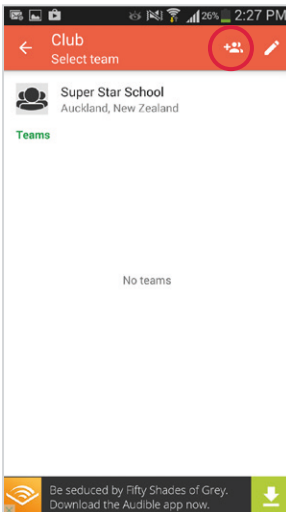 26% 2:27 PM
Club
Select team
Super Star School
Auckland, New Zealand
Teams
No teams
Be seduced by Fifty Shades of Grey.
Download the Audible app now.